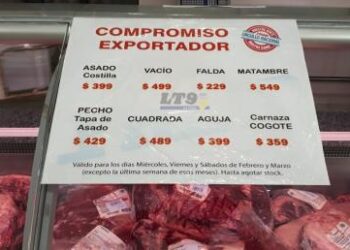 COMPROMISO
EXPORTADOR
ASADO Costilla
$ 399
VACÍO
$ 499
FALDA
$ 229
MATAMBRE
$ 549
LT9
PECHO Tapa de Asado
$ 429
CUADRADA
$ 489
AGUJA
$ 399
Carnaza COGOTE
$ 359
Válido para los días Miércoles, Viernes y Sábados de Febrero y Marzo
(excepto la última semana de esos meses). Hasta agotar stock.